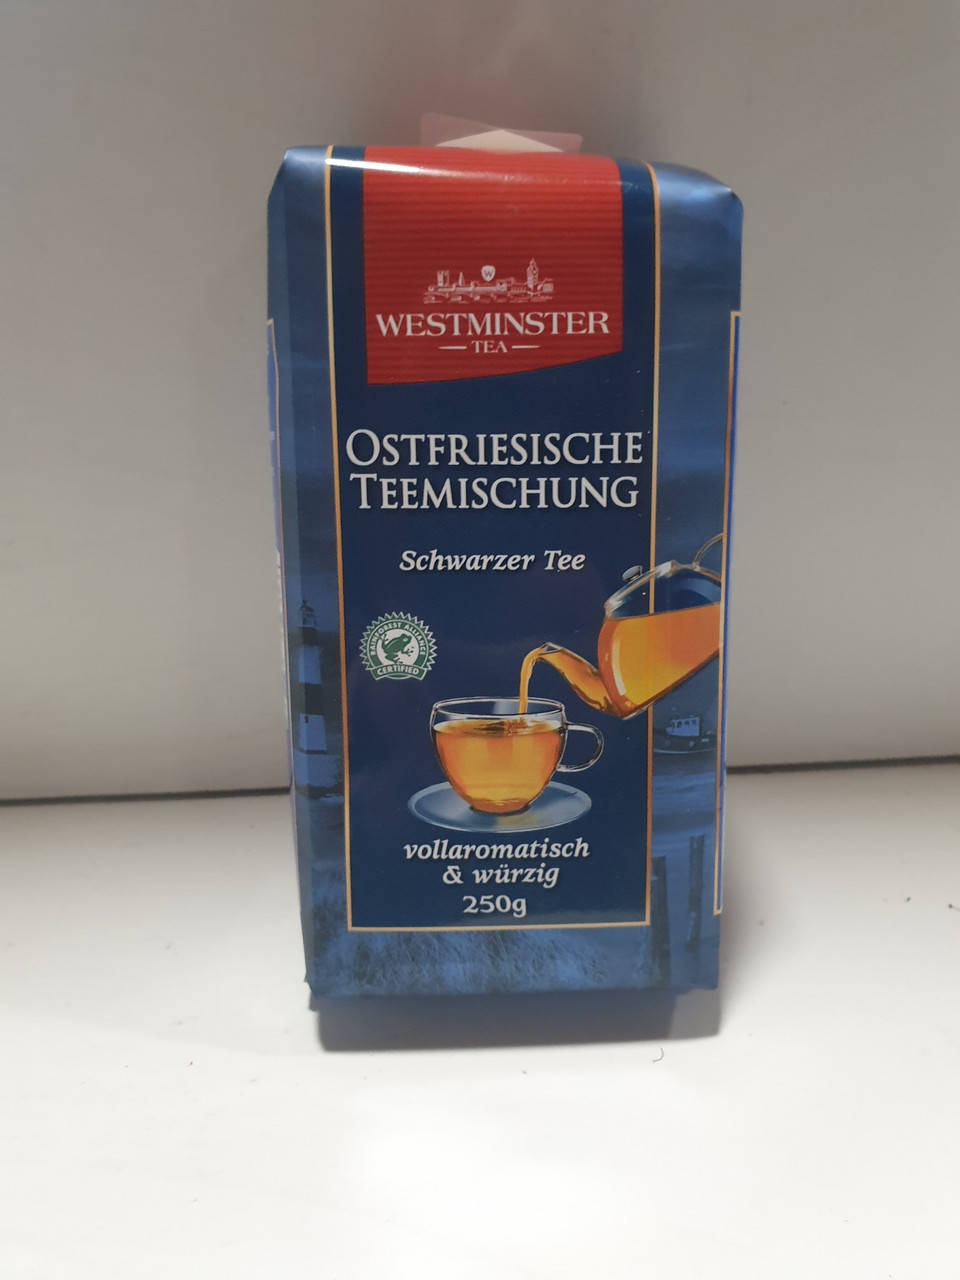 W
WESTMINSTER
TEA
OSTFRIESISCHE
TEEMISCHUNG
Schwarzer Tee
RAINFOREST ALLIANCE
CERTIFIED
vollaromatisch
& würzig
250g